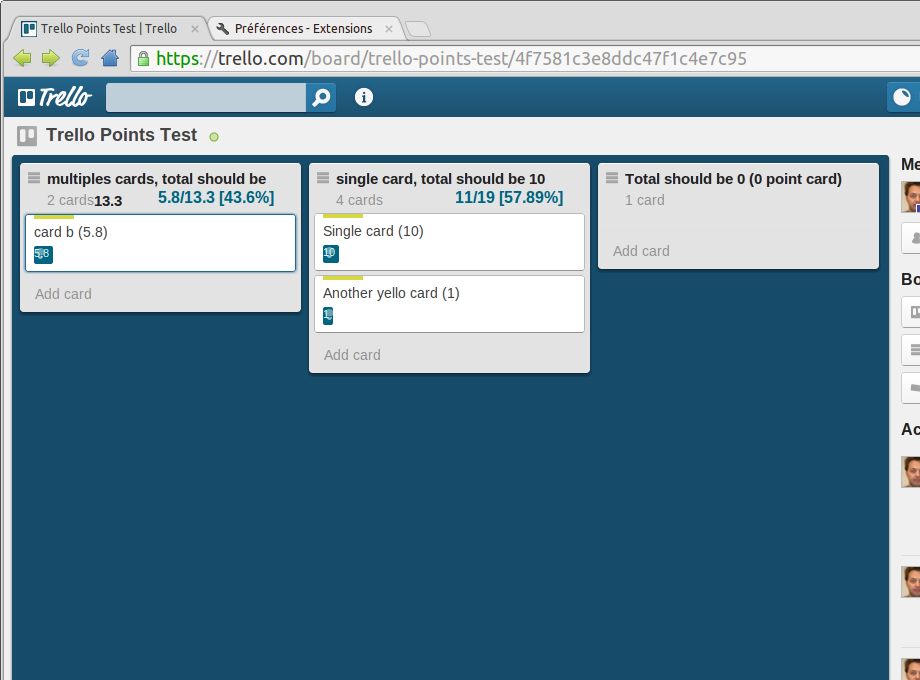 Trello Points Test | Trello
Préférences - Extensions
https://trello.com/board/trello-points-test/4f7581c3e8ddc47f1c4e7c95
Trello
Trello Points Test
multiples cards, total should be
2 cards 13.3 5.8/13.3 [43.6%]
card b (5.8)
5.8
Add card
single card, total should be 10
4 cards 11/19 [57.89%]
Single card (10)
10
Another yello card (1)
1
Add card
Total should be 0 (0 point card)
1 card
Add card
Me
Bo
Ac